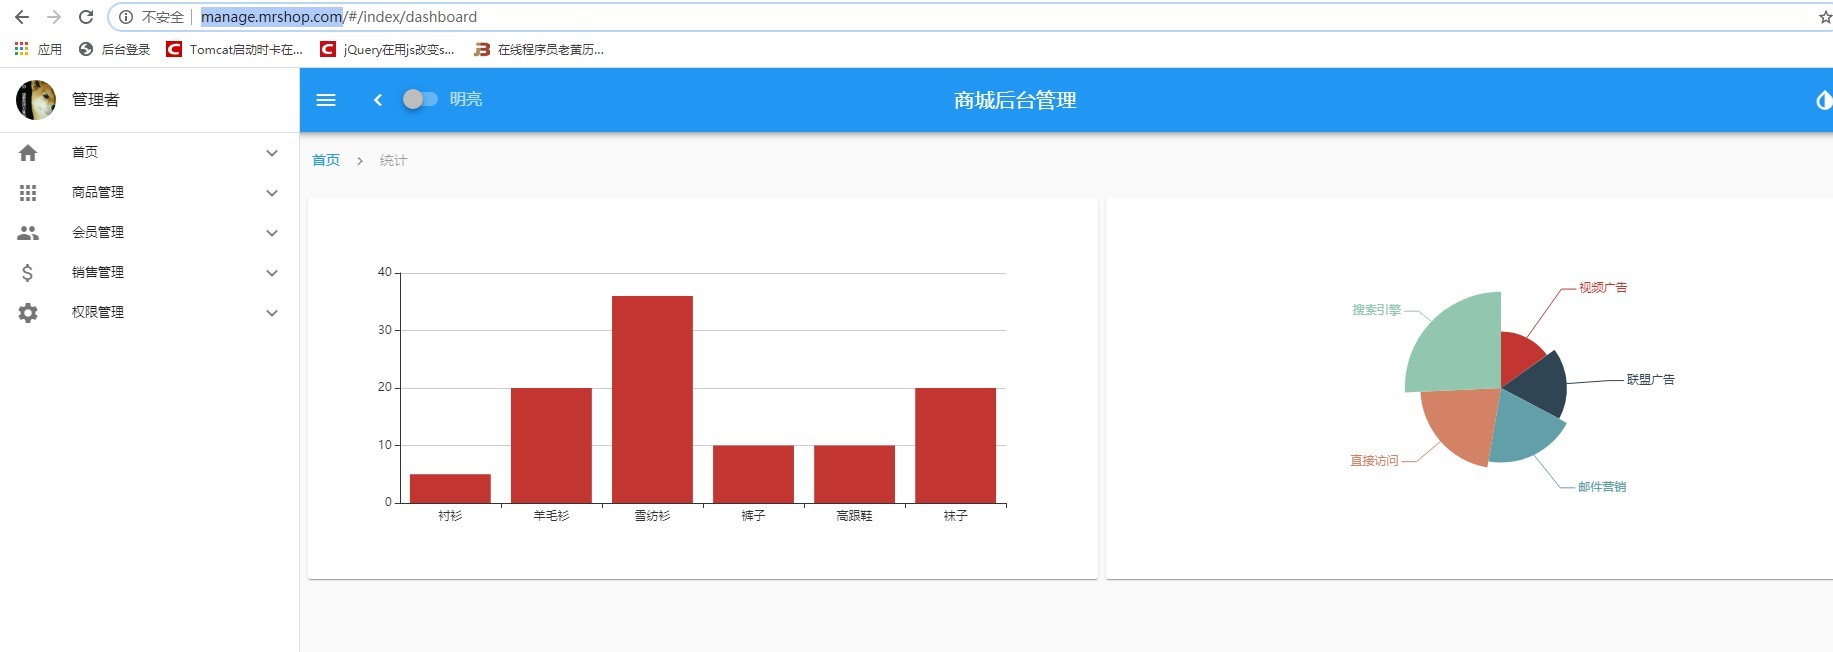 不安全 manage.mrshop.com/#/index/dashboard
应用 后台登录 Tomcat启动时卡在... jQuery在用js改变s... 在线程序员老黄历...
管理者
明亮
商城后台管理
首页
商品管理
会员管理
销售管理
权限管理
首页 > 统计
40
30
20
10
0
衬衫 羊毛衫 雪纺衫 裤子 高跟鞋 袜子
视频广告
搜索引擎
联盟广告
直接访问
邮件营销